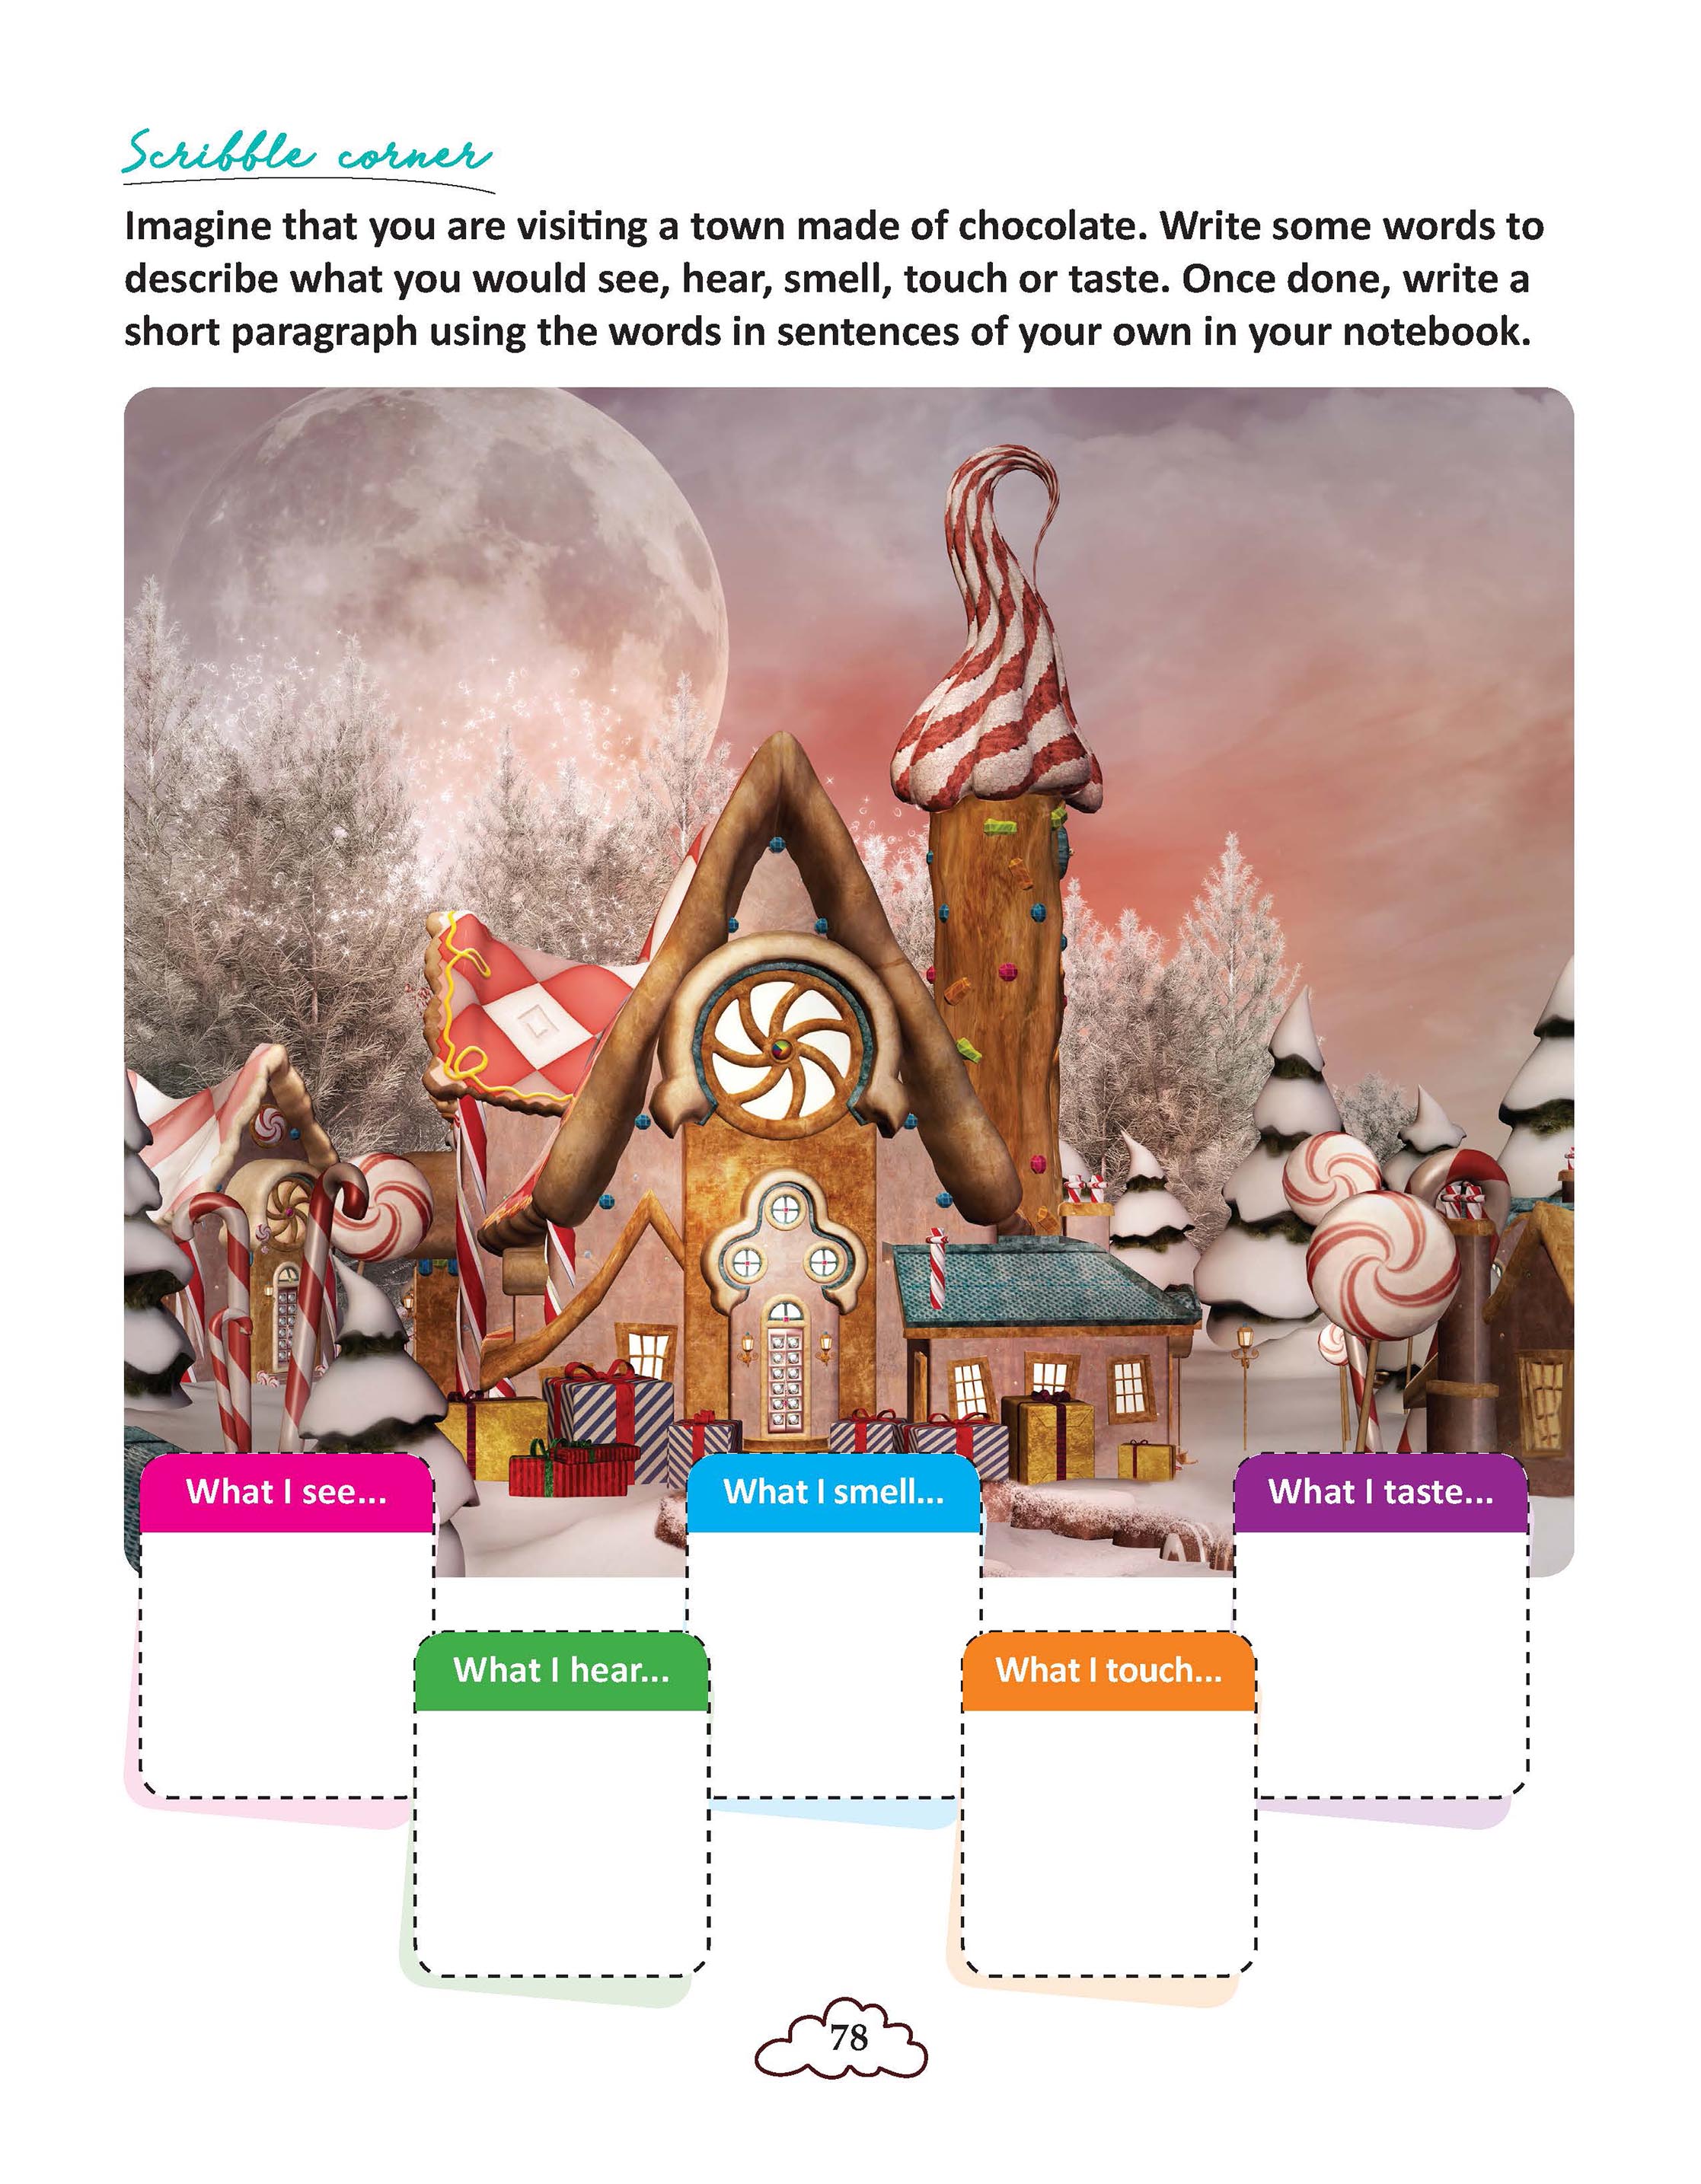 Scribble corner
Imagine that you are visiting a town made of chocolate. Write some words to
describe what you would see, hear, smell, touch or taste. Once done, write a
short paragraph using the words in sentences of your own in your notebook.
What I see...
What I smell...
What I taste...
What I hear...
What I touch...
78